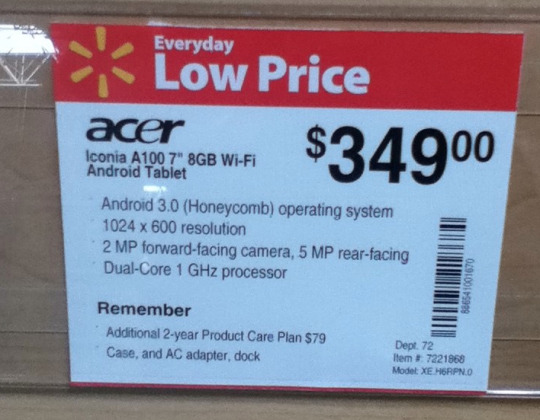 Everyday
Low Price
acer
Iconia A100 7" 8GB Wi-Fi
Android Tablet
$34900
Android 3.0 (Honeycomb) operating system
1024 x 600 resolution
2 MP forward-facing camera, 5 MP rear-facing
Dual-Core 1 GHz processor
Remember
Additional 2-year Product Care Plan $79
Case, and AC adapter, dock
886541001670
Dept. 72
Item #: 7221868
Model: XE.H6RPN.0